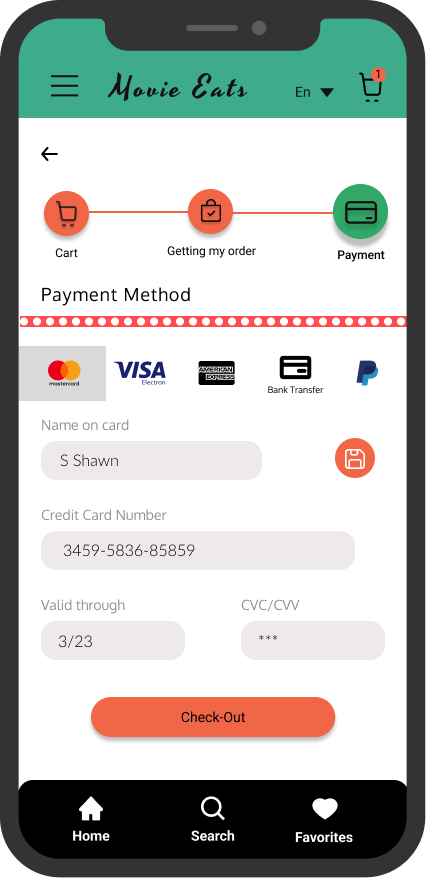 Movie Eats
En
1
Cart
Getting my order
Payment
Payment Method
mastercard
VISA
Electron
AMERICAN
EXPRESS
Bank Transfer
Name on card
S Shawn
Credit Card Number
3459-5836-85859
Valid through
CVC/CVV
3/23
***
Check-Out
Home
Search
Favorites